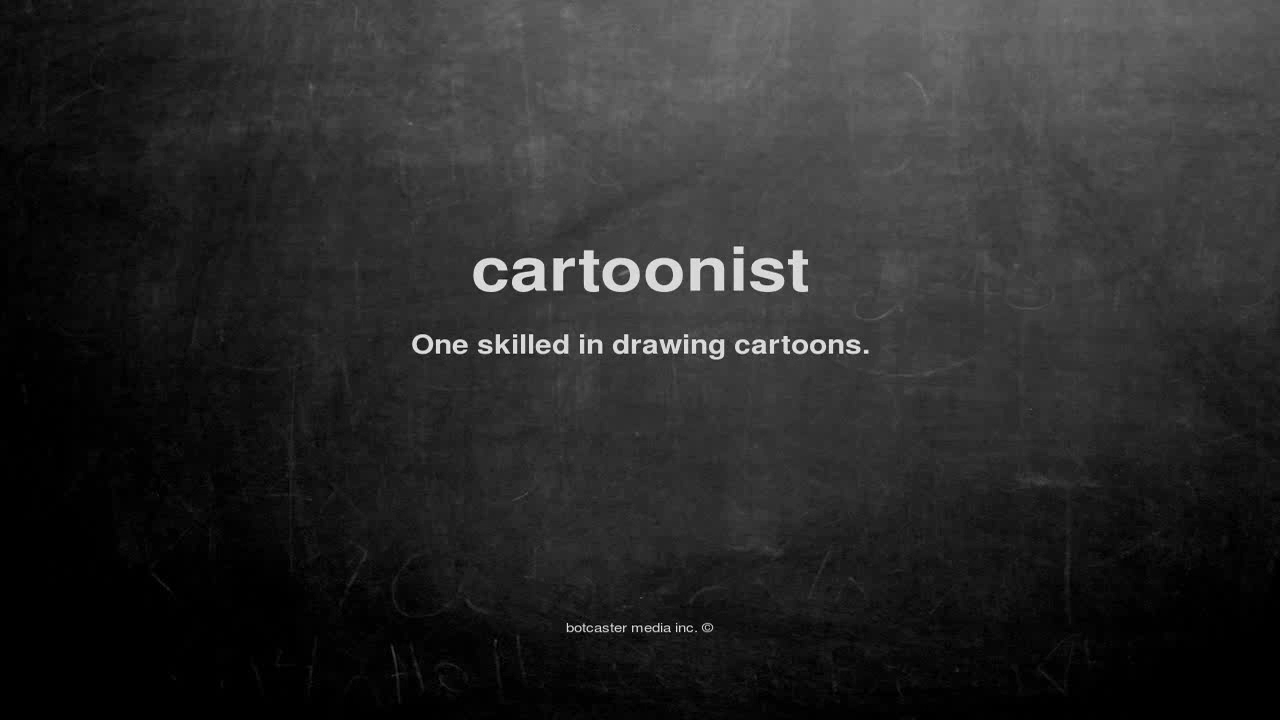 cartoonist
One skilled in drawing cartoons.
botcaster media inc. ©